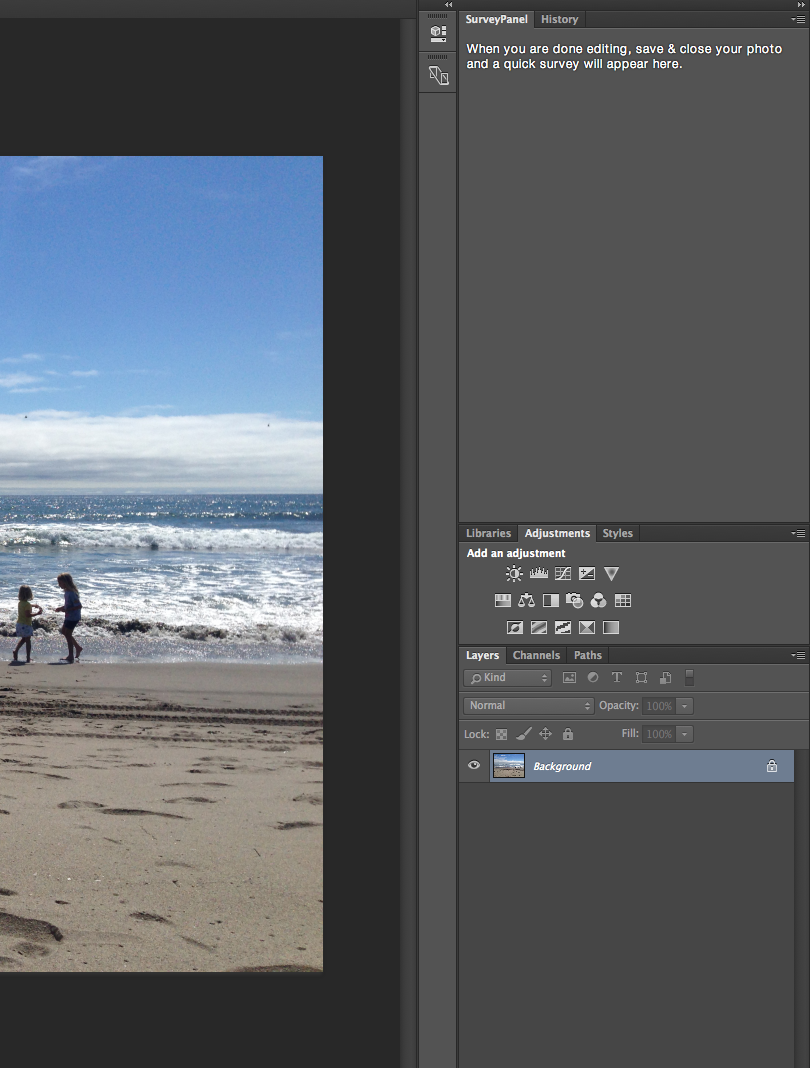 SurveyPanel History
When you are done editing, save & close your photo
and a quick survey will appear here.
Libraries Adjustments Styles
Add an adjustment
Layers Channels Paths
Kind T
Normal Opacity: 100%
Lock: Fill: 100%
Background